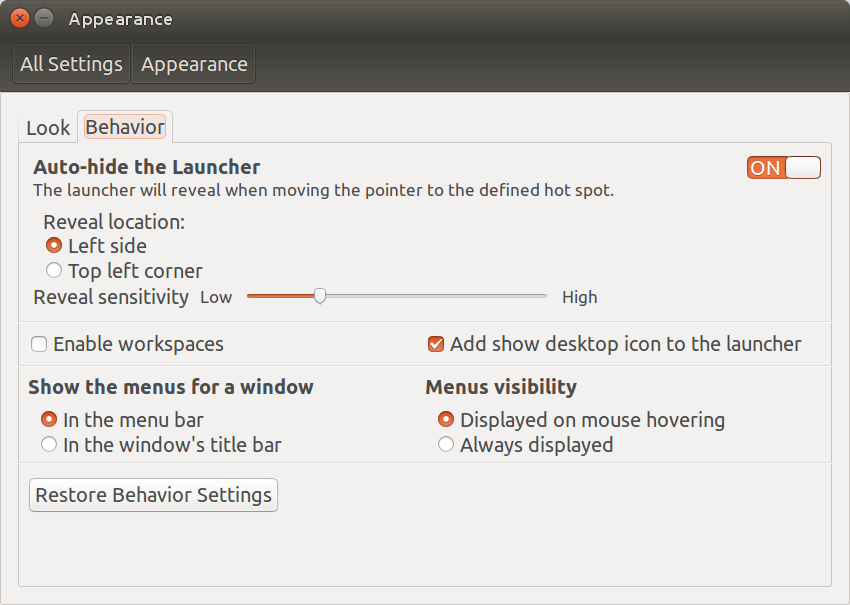 Appearance
All Settings Appearance
Look Behavior
Auto-hide the Launcher ON
The launcher will reveal when moving the pointer to the defined hot spot.
Reveal location:
Left side
Top left corner
Reveal sensitivity Low High
Enable workspaces Add show desktop icon to the launcher
Show the menus for a window Menus visibility
In the menu bar Displayed on mouse hovering
In the window's title bar Always displayed
Restore Behavior Settings